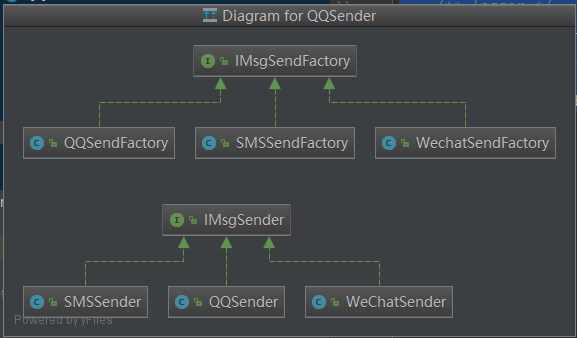 Diagram for QQSender
IMsgSendFactory
QQSendFactory SMSSendFactory WechatSendFactory
IMsgSender
SMSSender QQSender WeChatSender
Powered by yFiles